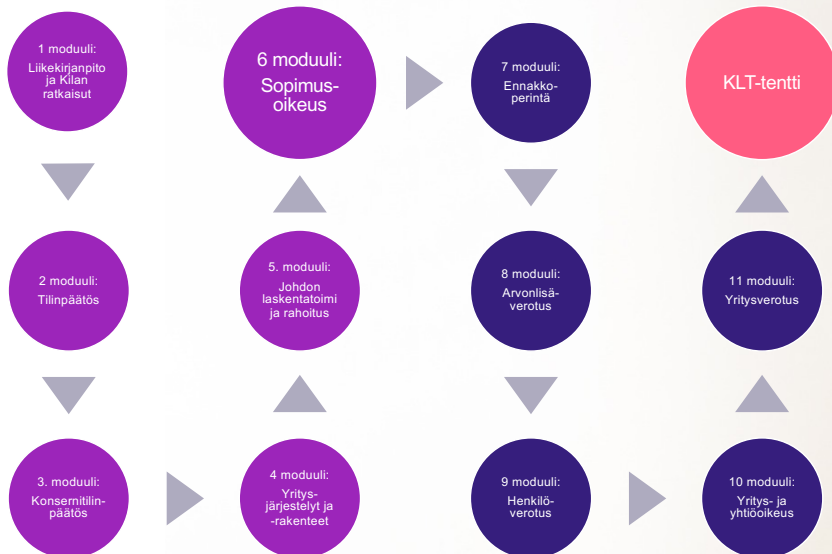 1 moduuli:
Liikekirjanpito
ja Kilan
ratkaisut
2 moduuli:
Tilinpäätös
3. moduuli:
Konsernitilin-
päätös
4 moduuli:
Yritys-
järjestelyt ja
-rakenteet
5. moduuli:
Johdon
laskentatoimi
ja rahoitus
6 moduuli:
Sopimus-
oikeus
7 moduuli:
Ennakko-
perintä
8 moduuli:
Arvonlisä-
verotus
9 moduuli:
Henkilö-
verotus
10 moduuli:
Yritys- ja
yhtiöoikeus
11 moduuli:
Yritysverotus
KLT-tentti